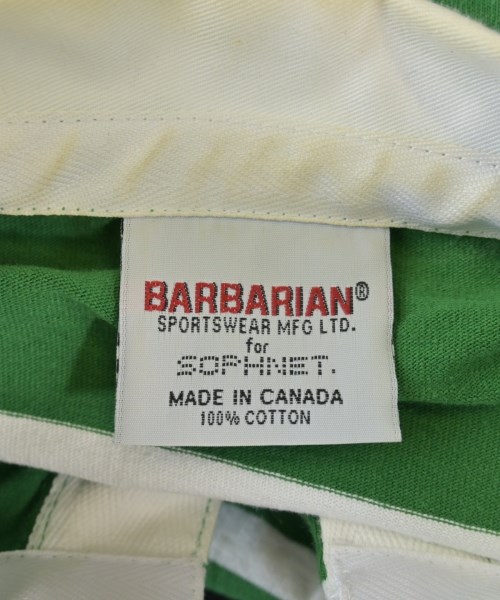 BARBARIAN®
SPORTSWEAR MFG LTD.
for
SOPHNET.
MADE IN CANADA
100% COTTON